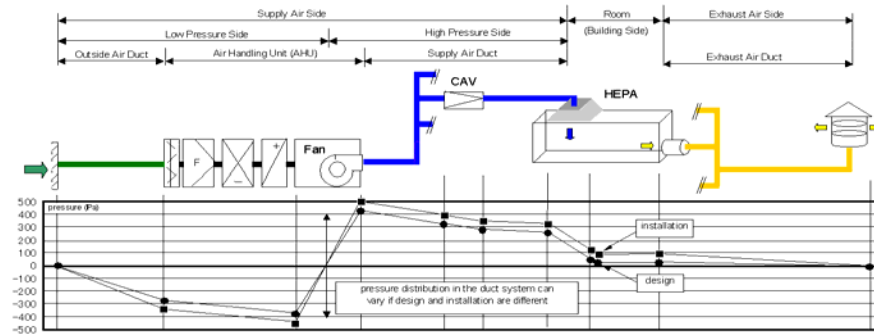 Supply Air Side
Room
Exhaust Air Side
Low Pressure Side
High Pressure Side
(Building Side)
Outside Air Duct
Air Handling Unit (AHU)
Supply Air Duct
Exhaust Air Duct
CAV
HEPA
Fan
F
+
−
500
pressure (Pa)
400
300
200
100
0
−100
−200
−300
−400
−500
installation
design
pressure distribution in the duct system can
vary if design and installation are different